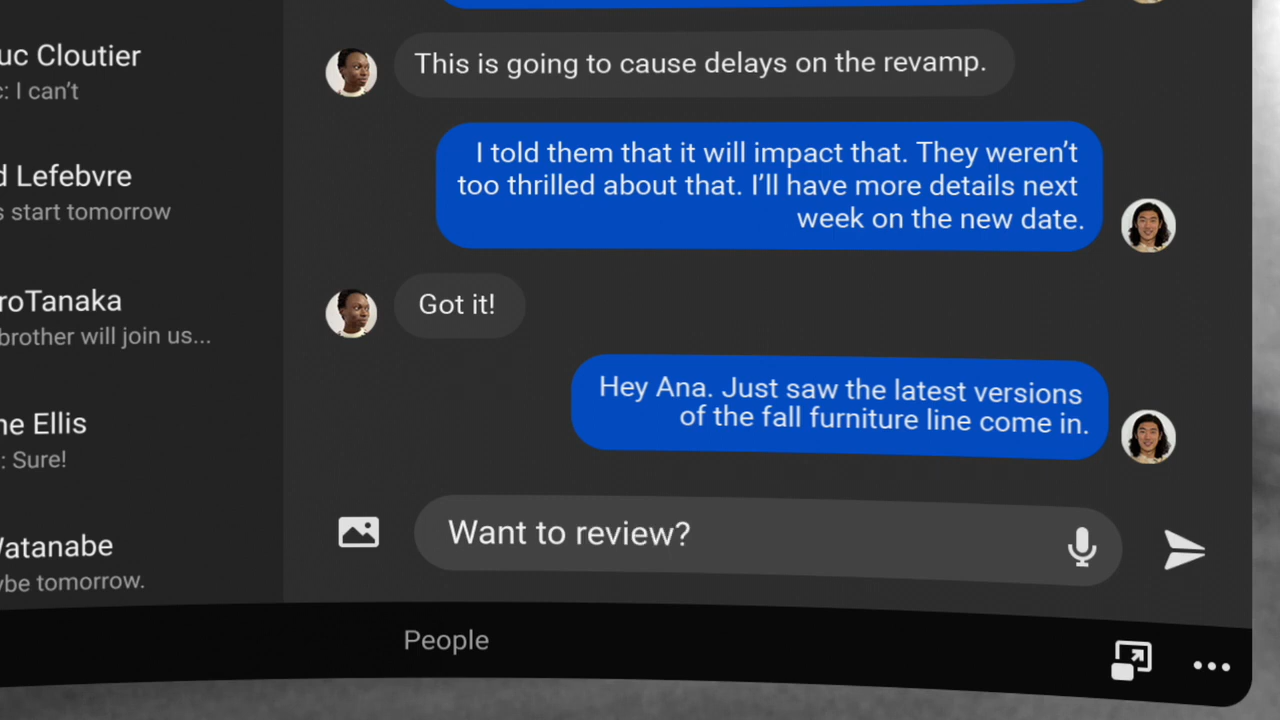 uc Cloutier
c: I can't
d Lefebvre
s start tomorrow
roTanaka
brother will join us...
ne Ellis
: Sure!
Watanabe
ybe tomorrow.
This is going to cause delays on the revamp.
I told them that it will impact that. They weren't
too thrilled about that. I'll have more details next
week on the new date.
Got it!
Hey Ana. Just saw the latest versions
of the fall furniture line come in.
Want to review?
People